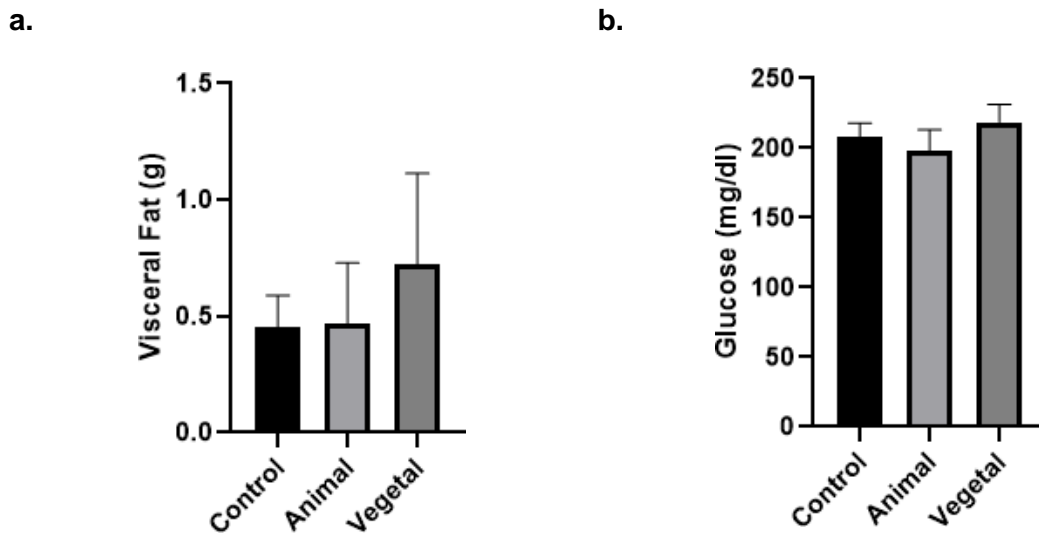 a.
Visceral Fat (g)
1.5
1.0
0.5
0.0
Control
Animal
Vegetal
b.
Glucose (mg/dl)
250
200
150
100
50
0
Control
Animal
Vegetal